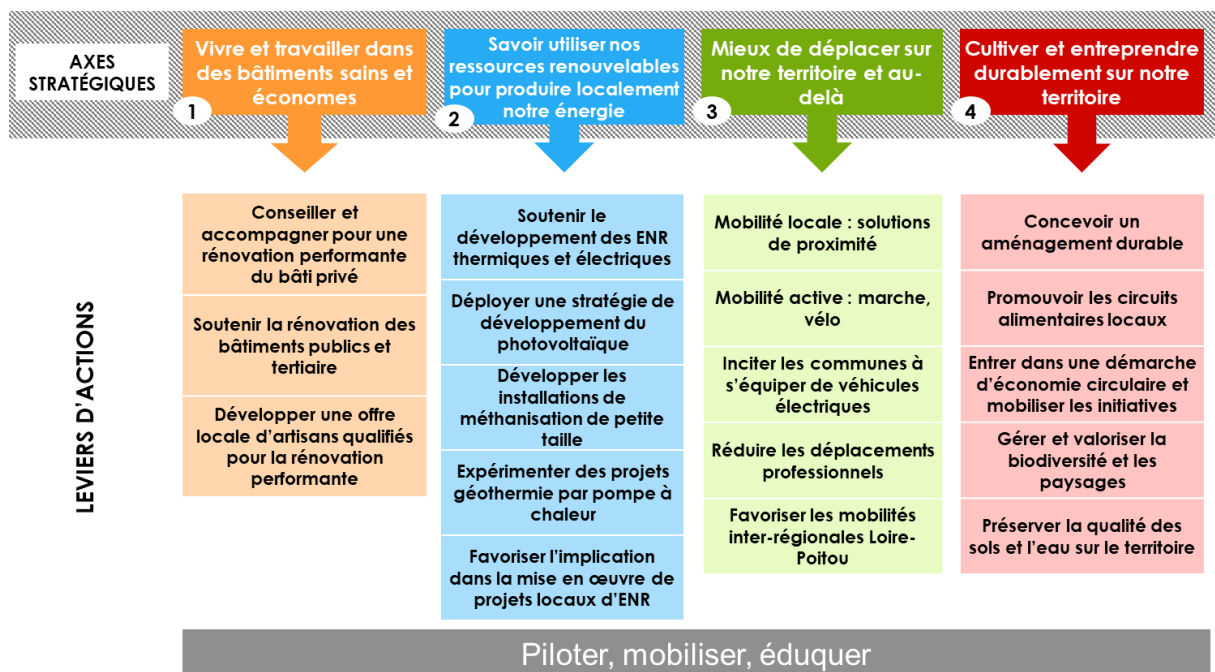 AXES
STRATÉGIQUES
Vivre et travailler dans
des bâtiments sains et
économes
1
Savoir utiliser nos
ressources renouvelables
pour produire localement
notre énergie
2
Mieux de déplacer sur
notre territoire et au-
delà
3
Cultiver et entreprendre
durablement sur notre
territoire
4
LEVIERS D'ACTIONS
Conseiller et
accompagner pour une
rénovation performante
du bâti privé
Soutenir la rénovation des
bâtiments publics et
tertiaire
Développer une offre
locale d'artisans qualifiés
pour la rénovation
performante
Soutenir le
développement des ENR
thermiques et électriques
Déployer une stratégie de
développement du
photovoltaïque
Développer les
installations de
méthanisation de petite
taille
Expérimenter des projets
géothermie par pompe à
chaleur
Favoriser l'implication
dans la mise en œuvre de
projets locaux d'ENR
Mobilité locale : solutions
de proximité
Mobilité active : marche,
vélo
Inciter les communes à
s'équiper de véhicules
électriques
Réduire les déplacements
professionnels
Favoriser les mobilités
inter-régionales Loire-
Poitou
Concevoir un
aménagement durable
Promouvoir les circuits
alimentaires locaux
Entrer dans une démarche
d'économie circulaire et
mobiliser les initiatives
Gérer et valoriser la
biodiversité et les
paysages
Préserver la qualité des
sols et l'eau sur le territoire
Piloter, mobiliser, éduquer